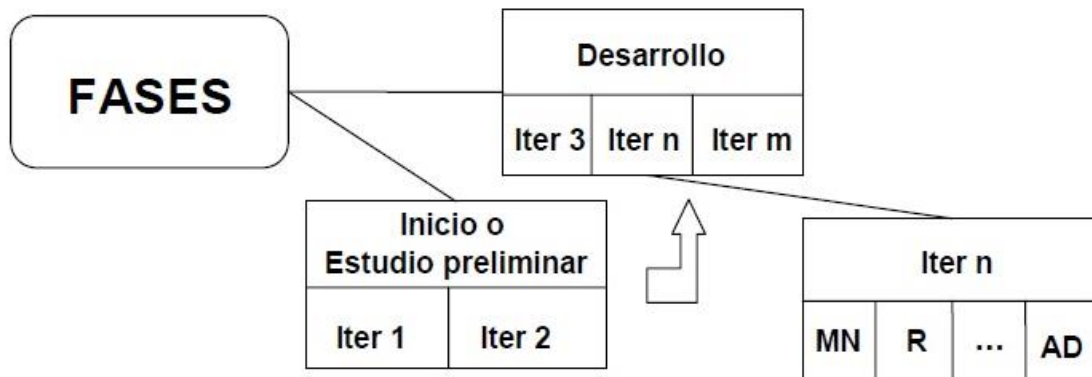 FASES
Desarrollo
Iter 3 Iter n Iter m
Inicio o
Estudio preliminar
Iter 1 Iter 2
Iter n
MN R ... AD